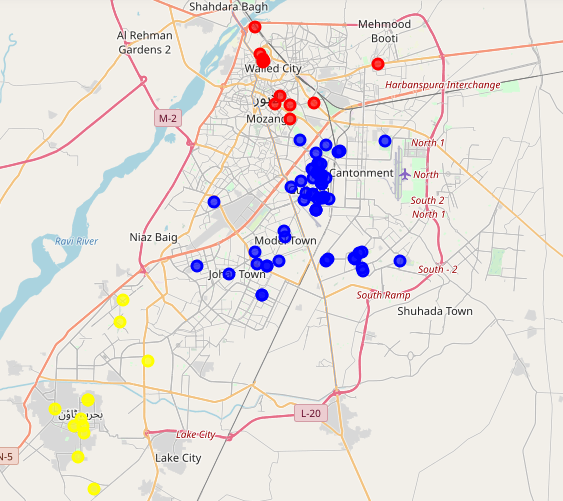 Shahdara Bagh
Mehmood
Booti
Al Rehman
Gardens 2
Walled City
Harbanspura Interchange
M-2
Mozang
North 1
Cantonment
North
South 2
North 1
Niaz Baig
Ravi River
Model Town
South - 2
Town
South Ramp
Shuhada Town
L-20
بحریہ ٹاؤن
Lake City
N-5
Lake City